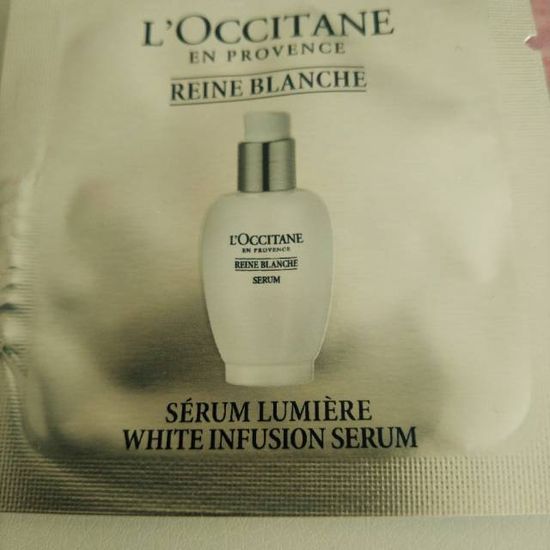 L'OCCITANE
EN PROVENCE
REINE BLANCHE
L'OCCITANE
EN PROVENCE
REINE BLANCHE
SERUM
SÉRUM LUMIÈRE
WHITE INFUSION SERUM